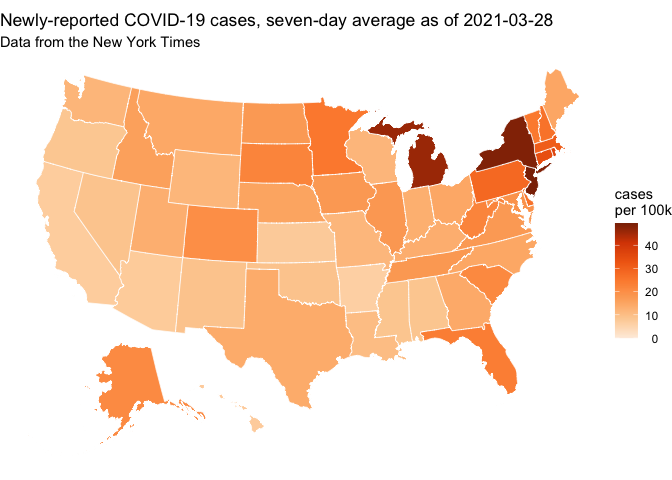 Newly-reported COVID-19 cases, seven-day average as of 2021-03-28
Data from the New York Times
cases
per 100k
40
30
20
10
0